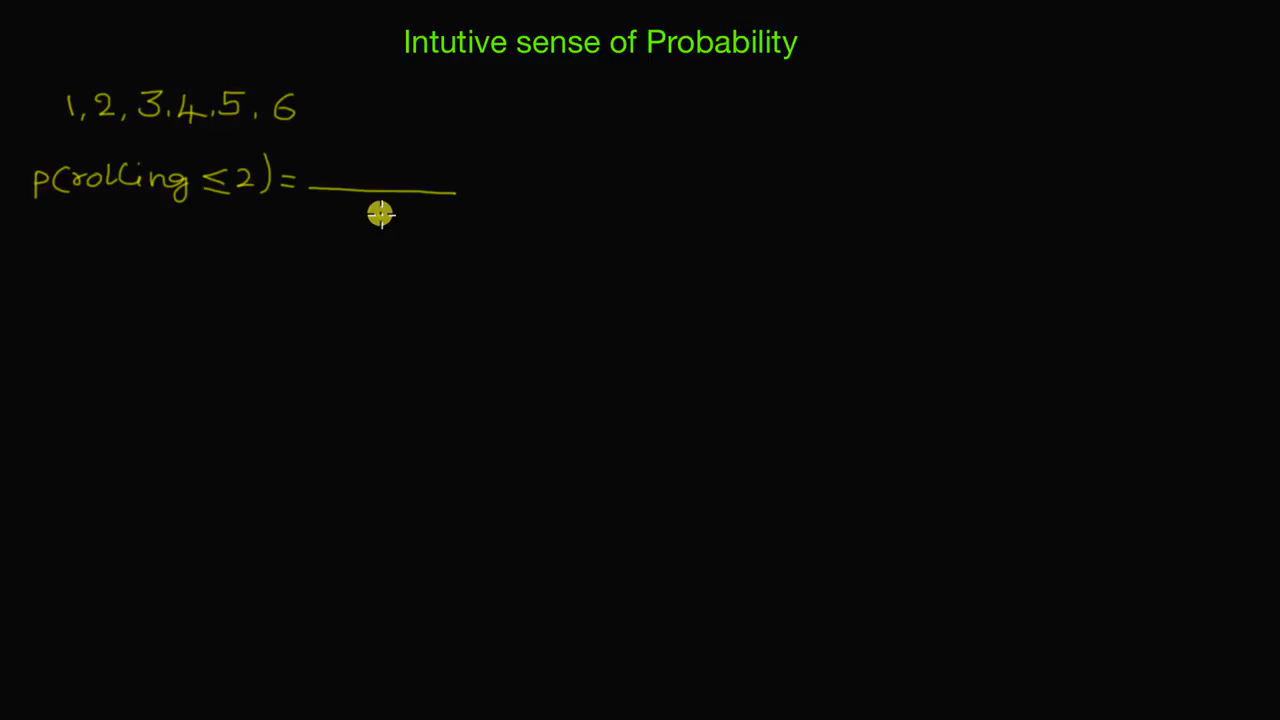 Intutive sense of Probability
1, 2, 3, 4, 5, 6
P(rolling ≤ 2) =